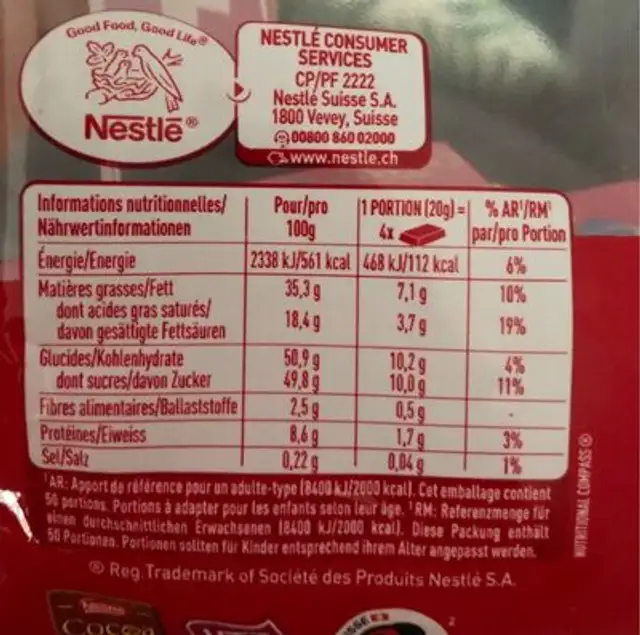 Good Food, Good Life®
Nestlé®
NESTLÉ CONSUMER
SERVICES
CP/PF 2222
Nestlé Suisse S.A.
1800 Vevey, Suisse
00800 860 02000
www.nestle.ch
Informations nutritionnelles/ Pour/pro 1 PORTION (20g) = % AR¹/RM¹
Nährwertinformationen 100g 4x par/pro Portion
Énergie/Energie 2338 kJ/561 kcal 468 kJ/112 kcal 6%
Matières grasses/Fett 35,3 g 7,1 g 10%
dont acides gras saturés/
davon gesättigte Fettsäuren 18,4 g 3,7 g 19%
Glucides/Kohlenhydrate 50,9 g 10,2 g 4%
dont sucres/davon Zucker 49,8 g 10,0 g 11%
Fibres alimentaires/Ballaststoffe 2,5 g 0,5 g -
Protéines/Eiweiss 8,6 g 1,7 g 3%
Sel/Salz 0,22 g 0,04 g 1%
¹AR: Apport de référence pour un adulte-type (8400 kJ/2000 kcal). Cet emballage contient
50 portions. Portions à adapter pour les enfants selon leur âge. ¹RM: Referenzmenge für
einen durchschnittlichen Erwachsenen (8400 kJ/2000 kcal). Diese Packung enthält
50 Portionen. Portionen sollten für Kinder entsprechend ihrem Alter angepasst werden.
NUTRITIONAL COMPASS®
® Reg. Trademark of Société des Produits Nestlé S.A.
Nestlé
COCOA
2